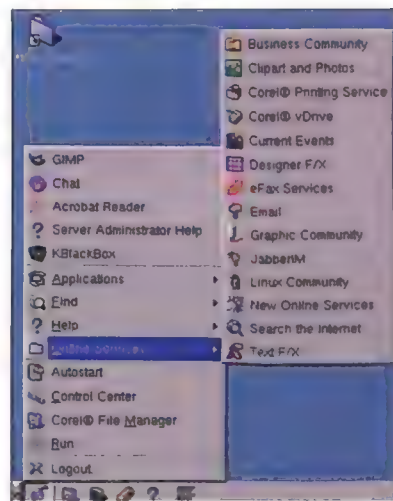 GIMP
Chat
Acrobat Reader
Server Administrator Help
KBlackBox
Applications
Find
Help
Online Services
Autostart
Control Center
Corel® File Manager
Run
Logout
Business Community
Clipart and Photos
Corel® Printing Service
Corel® vDrive
Current Events
Designer F/X
eFax Services
Email
Graphic Community
JabberIM
Linux Community
New Online Services
Search the Internet
Text F/X